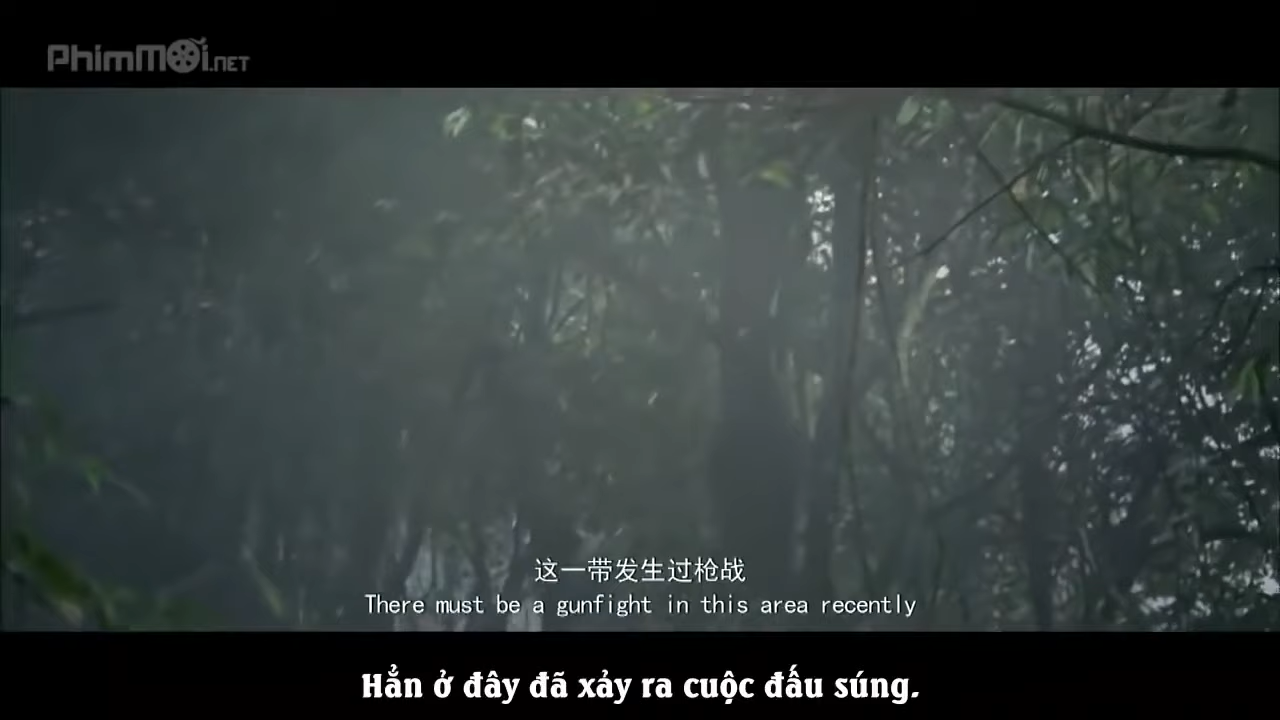 PhimMỚi.NET
这一带发生过枪战
There must be a gunfight in this area recently
Hẳn ở đây đã xảy ra cuộc đấu súng.